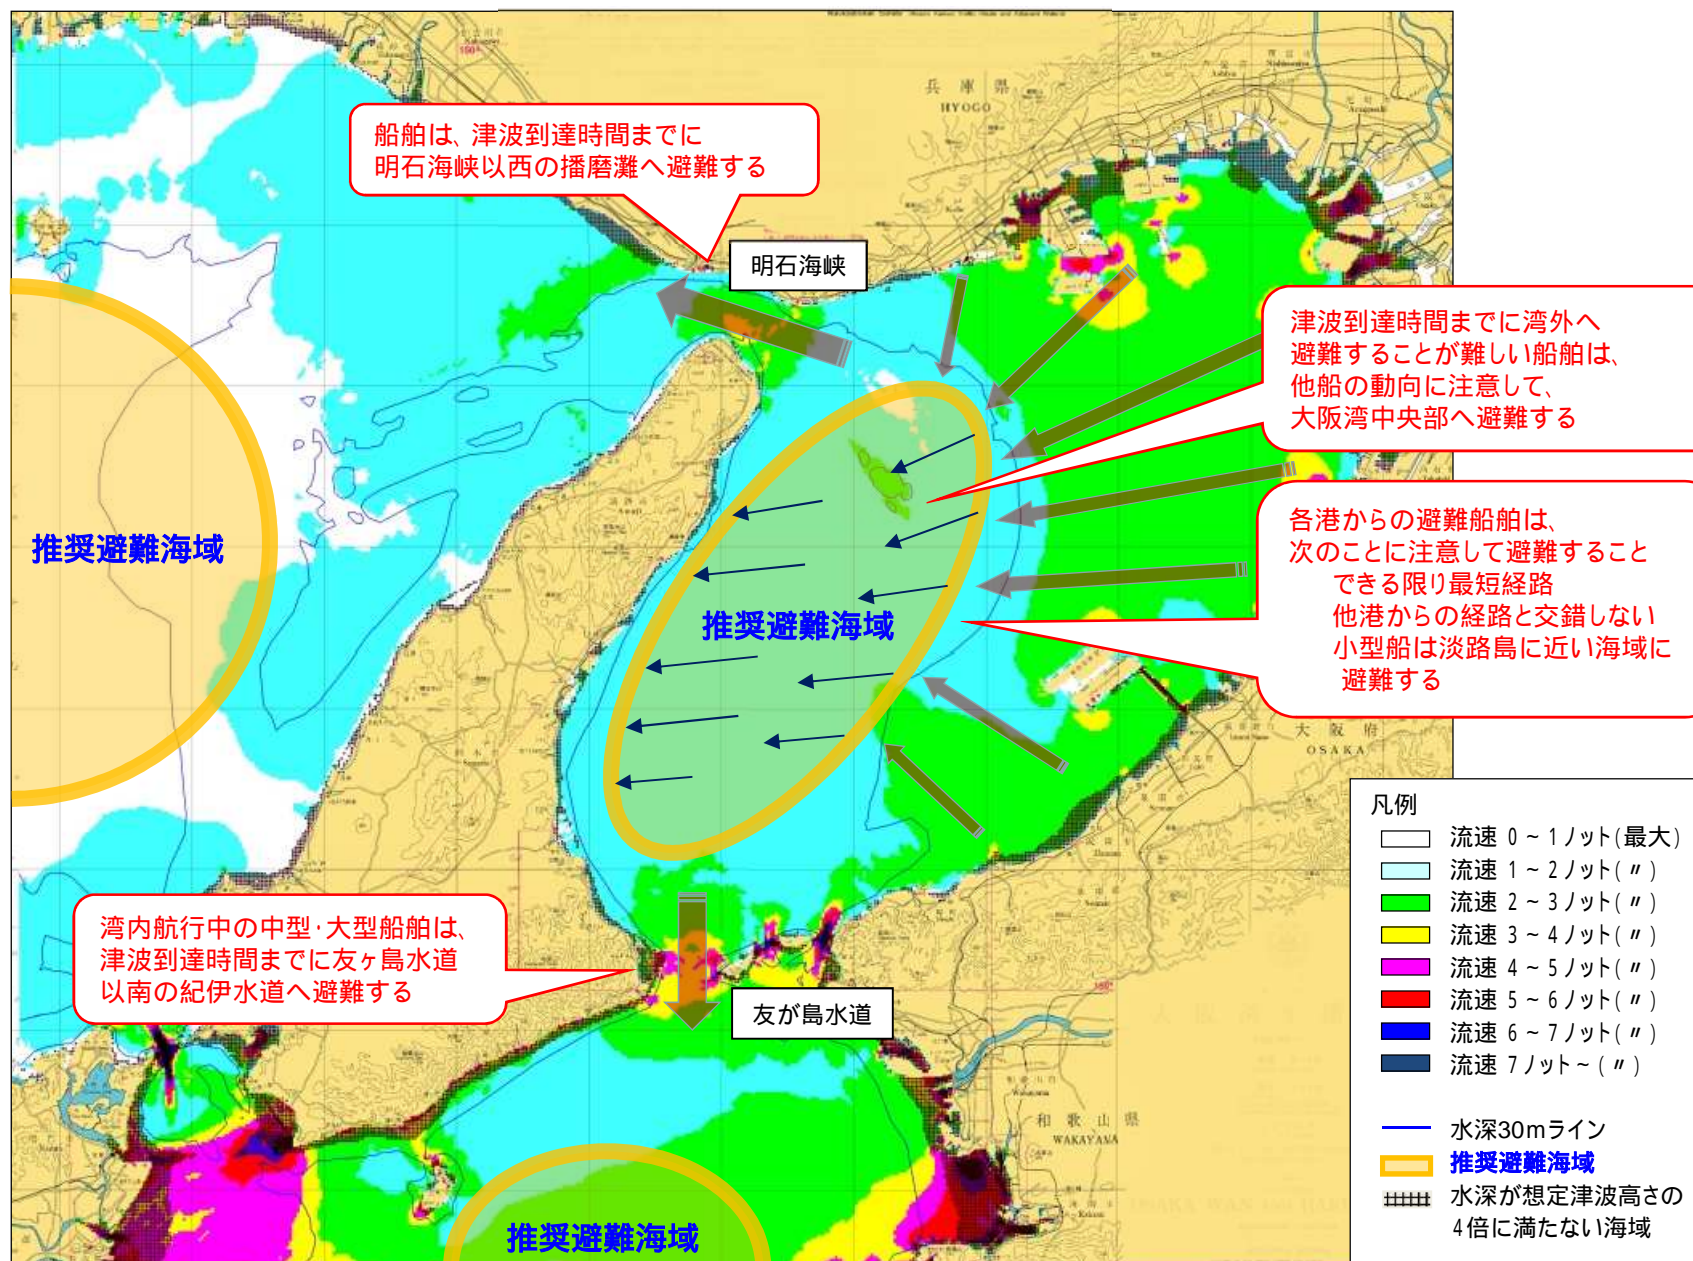 兵庫県
HYOGO
船舶は、津波到達時間までに
明石海峡以西の播磨灘へ避難する
明石海峡
津波到達時間までに湾外へ
避難することが難しい船舶は、
他船の動向に注意して、
大阪湾中央部へ避難する
各港からの避難船舶は、
次のことに注意して避難すること
できる限り最短経路
他港からの経路と交錯しない
小型船は淡路島に近い海域に
避難する
推奨避難海域
推奨避難海域
大阪府
OSAKA
湾内航行中の中型・大型船舶は、
津波到達時間までに友ヶ島水道
以南の紀伊水道へ避難する
友が島水道
和歌山県
WAKAYAMA
推奨避難海域
凡例
流速 0~1ノット(最大)
流速 1~2ノット(〃)
流速 2~3ノット(〃)
流速 3~4ノット(〃)
流速 4~5ノット(〃)
流速 5~6ノット(〃)
流速 6~7ノット(〃)
流速 7ノット~(〃)
水深30mライン
推奨避難海域
水深が想定津波高さの
4倍に満たない海域